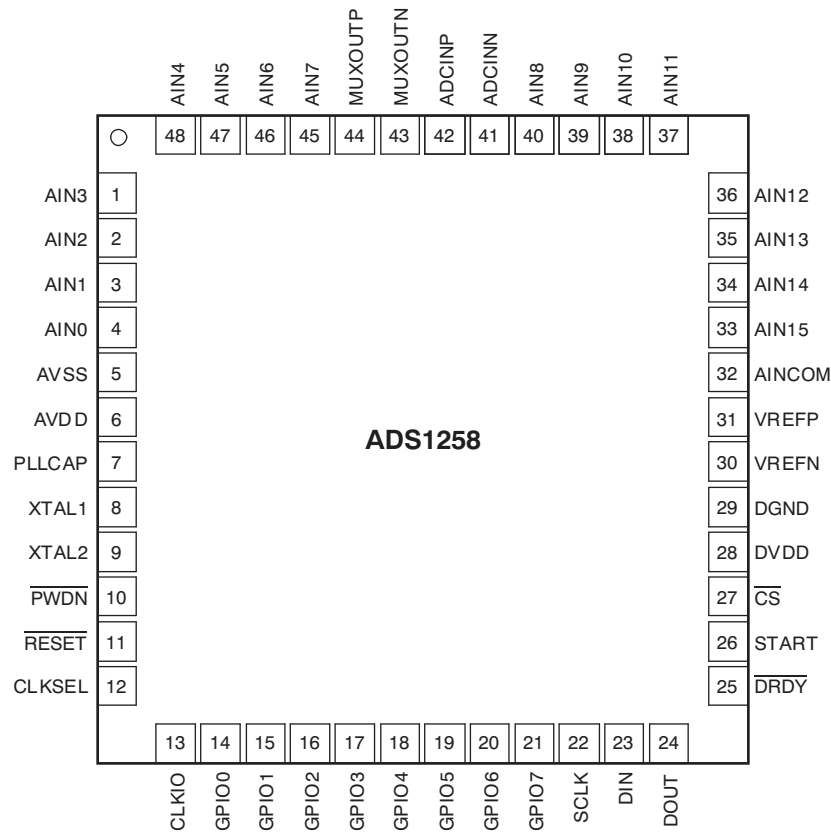 AIN4 AIN5 AIN6 AIN7 MUXOUTP MUXOUTN ADCINP ADCINN AIN8 AIN9 AIN10 AIN11
48 47 46 45 44 43 42 41 40 39 38 37
AIN3 1 36 AIN12
AIN2 2 35 AIN13
AIN1 3 34 AIN14
AIN0 4 33 AIN15
AVSS 5 32 AINCOM
AVDD 6 31 VREFP
ADS1258
PLLCAP 7 30 VREFN
XTAL1 8 29 DGND
XTAL2 9 28 DVDD
P̅W̅D̅N̅ 10 27 C̅S̅
R̅E̅S̅E̅T̅ 11 26 START
CLKSEL 12 25 D̅R̅D̅Y̅
13 14 15 16 17 18 19 20 21 22 23 24
CLKIO GPIO0 GPIO1 GPIO2 GPIO3 GPIO4 GPIO5 GPIO6 GPIO7 SCLK DIN DOUT